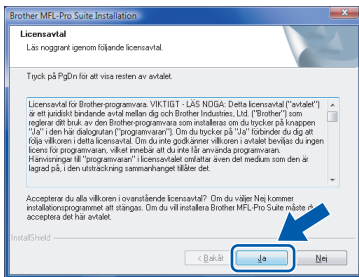 Brother MFL-Pro Suite Installation
Licensavtal
Läs noggrant igenom följande licensavtal.
Tryck på PgDn för att visa resten av avtalet.
Licensavtal för Brother-programvara. VIKTIGT - LÄS NOGA: Detta licensavtal ("avtalet")
är ett juridiskt bindande avtal mellan dig och Brother Industries, Ltd. ("Brother") som
reglerar ditt bruk av den Brother-programvara som installeras om du trycker på knappen
"Ja" i den här dialogrutan ("programvaran"). Om du trycker på "Ja" förbinder du dig att
följa villkoren i detta licensavtal. Om du inte godkänner villkoren i avtalet beviljas du ingen
licens för programvaran, vilket innebär att du inte får använda programvaran.
Hänvisningar till "programvaran" i licensavtalet omfattar även det medium som den är
lagrad på, i den utsträckning sammanhanget tillåter det.
Accepterar du alla villkoren i ovanstående licensavtal? Om du väljer Nej kommer
installationsprogrammet att stängas. Om du vill installera Brother MFL-Pro Suite måste
acceptera det här avtalet.
InstallShield
< Bakåt
Ja
Nej